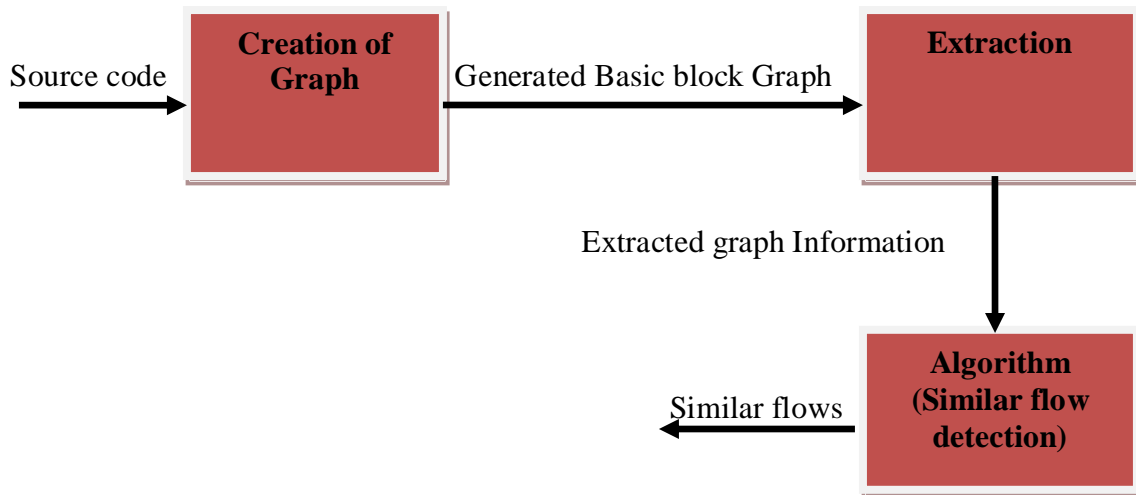 Source code
Creation of
Graph
Generated Basic block Graph
Extraction
Extracted graph Information
Algorithm
(Similar flow
detection)
Similar flows